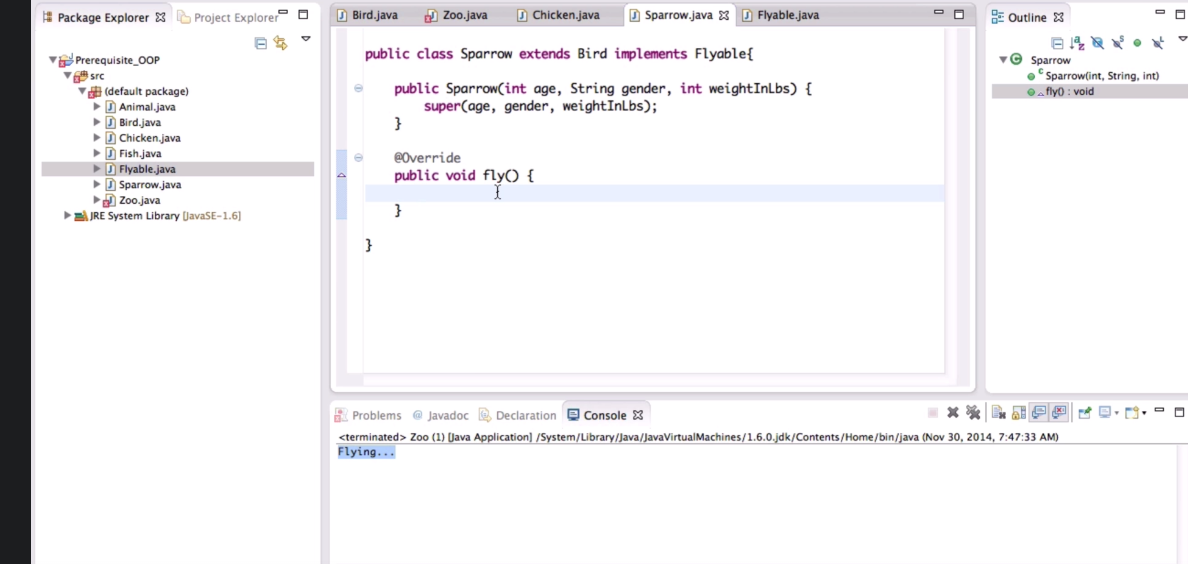 Package Explorer
Project Explorer
Prerequisite_OOP
src
(default package)
Animal.java
Bird.java
Chicken.java
Fish.java
Flyable.java
Sparrow.java
Zoo.java
JRE System Library [JavaSE-1.6]
Bird.java
Zoo.java
Chicken.java
Sparrow.java
Flyable.java
public class Sparrow extends Bird implements Flyable{
public Sparrow(int age, String gender, int weightInLbs) {
super(age, gender, weightInLbs);
}
@Override
public void fly() {
}
}
Outline
Sparrow
Sparrow(int, String, int)
fly() : void
Problems
Javadoc
Declaration
Console
<terminated> Zoo (1) [Java Application] /System/Library/Java/JavaVirtualMachines/1.6.0.jdk/Contents/Home/bin/java (Nov 30, 2014, 7:47:33 AM)
Flying...